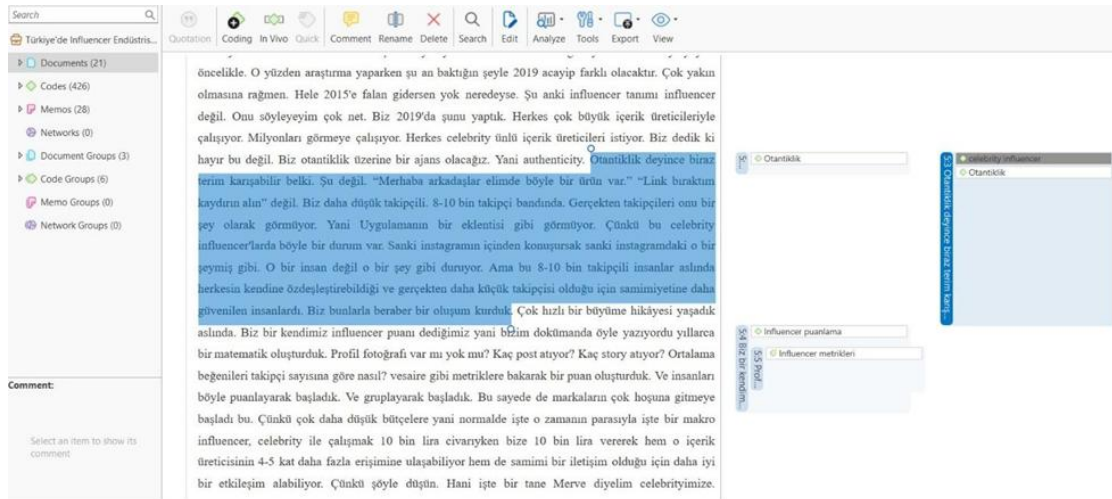 Search
Quotation Coding In Vivo Quick Comment Rename Delete Search Edit Analyze Tools Export View
Türkiye'de Influencer Endüstris...
Documents (21)
Codes (426)
Memos (28)
Networks (0)
Document Groups (3)
Code Groups (6)
Memo Groups (0)
Network Groups (0)
Comment:
Select an item to show its
comment
öncelikle. O yüzden araştırma yaparken şu an baktığın şeyle 2019 acayip farklı olacaktır. Çok yakın
olmasına rağmen. Hele 2015'e falan gidersen yok neredeyse. Şu anki influencer tanımı influencer
değil. Onu söyleyeyim çok net. Biz 2019'da şunu yaptık. Herkes çok büyük içerik üreticileriyle
çalışıyor. Milyonları görmeye çalışıyor. Herkes celebrity ünlü içerik üreticileri istiyor. Biz dedik ki
hayır bu değil. Biz otantiklik üzerine bir ajans olacağız. Yani authenticity. Otantiklik deyince biraz
terim karışabilir belki. Şu değil. “Merhaba arkadaşlar elimde böyle bir ürün var.” “Link bıraktım
kaydırın alın” değil. Biz daha düşük takipçili. 8-10 bin takipçi bandında. Gerçekten takipçileri onu bir
şey olarak görmüyor. Yani Uygulamanın bir eklentisi gibi görmüyor. Çünkü bu celebrity
influencer'larda böyle bir durum var. Sanki instagramın içinden konuşursak sanki instagramdaki o bir
şeymiş gibi. O bir insan değil o bir şey gibi duruyor. Ama bu 8-10 bin takipçili insanlar aslında
herkesin kendine özdeşleştirebildiği ve gerçekten daha küçük takipçisi olduğu için samimiyetine daha
güvenilen insanlardı. Biz bunlarla beraber bir oluşum kurduk. Çok hızlı bir büyüme hikâyesi yaşadık
aslında. Biz bir kendimiz influencer puanı dediğimiz yani bizim dokümanda öyle yazıyordu yıllarca
bir matematik oluşturduk. Profil fotoğrafı var mı yok mu? Kaç post atıyor? Kaç story atıyor? Ortalama
beğenileri takipçi sayısına göre nasıl? vesaire gibi metriklere bakarak bir puan oluşturduk. Ve insanları
böyle puanlayarak başladık. Ve gruplayarak başladık. Bu sayede de markaların çok hoşuna gitmeye
başladı bu. Çünkü çok daha düşük bütçelere yani normalde işte o zamanın parasıyla işte bir makro
influencer, celebrity ile çalışmak 10 bin lira civarıyken bize 10 bin lira vererek hem o içerik
üreticisinin 4-5 kat daha fazla erişimine ulaşabiliyor hem de samimi bir iletişim olduğu için daha iyi
bir etkileşim alabiliyor. Çünkü şöyle düşün. Hani işte bir tane Merve diyelim celebrityimize.
5:...
Otantiklik
5:3 Otantiklik deyince biraz terim karış...
celebrity influencer
Otantiklik
5:4 Biz bir kendim...
Influencer puanlama
5:5 Prof...
Influencer metrikleri